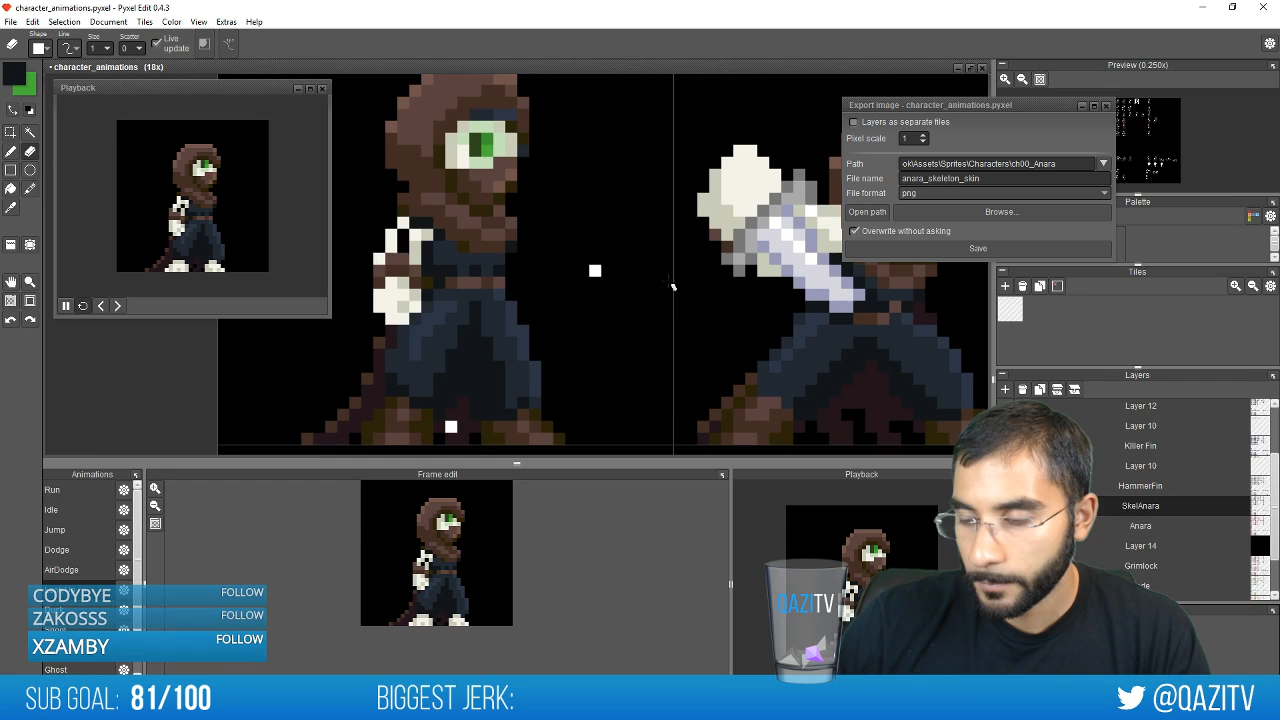 character_animations.pyxel - Pyxel Edit 0.4.3
File Edit Selection Document Tiles Color View Extras Help
Shape Line Size Scatter Live update
1 0
• character_animations (18x)
Playback
Preview (0.250x)
Export image - character_animations.pyxel
Layers as separate files
Pixel scale 1
Path ok\Assets\Sprites\Characters\ch00_Anara
File name anara_skeleton_skin
File format png
Open path Browse...
Overwrite without asking
Save
Palette
Tiles
Layers
Layer 12
Layer 10
Killer Fin
Layer 10
HammerFin
SkelAnara
Anara
Layer 14
Grimlock
Animations
Run
Idle
Jump
Dodge
AirDodge
Ghost
Frame edit
Playback
CODYBYE FOLLOW
ZAKOSSS FOLLOW
XZAMBY FOLLOW
QAZITV
SUB GOAL: 81/100
BIGGEST JERK:
@QAZITV